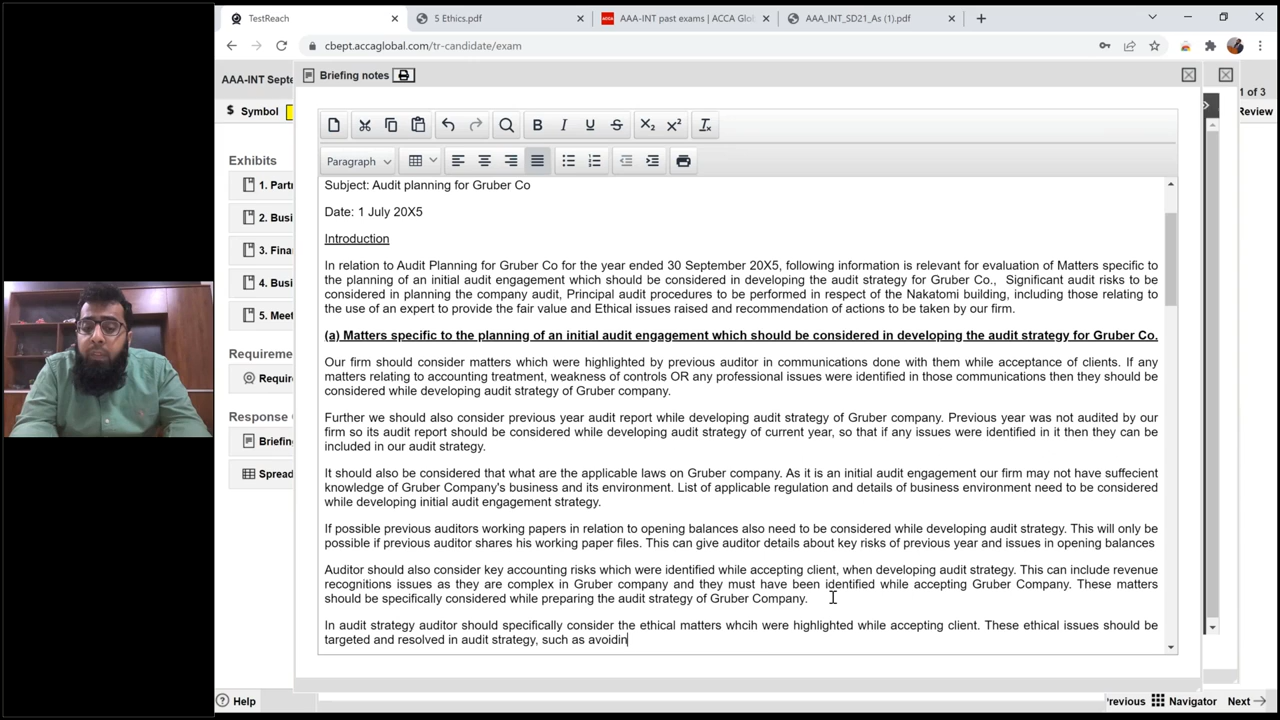 TestReach
5 Ethics.pdf
AAA-INT past exams | ACCA Glo
AAA_INT_SD21_As (1).pdf
cbept.accaglobal.com/tr-candidate/exam
AAA-INT Septe
Briefing notes
1 of 3
$ Symbol
Review
Exhibits
1. Partn
2. Busi
3. Fina
4. Busi
5. Meet
Requirem
Require
Response
Briefin
Spread
Paragraph
Subject: Audit planning for Gruber Co
Date: 1 July 20X5
Introduction
In relation to Audit Planning for Gruber Co for the year ended 30 September 20X5, following information is relevant for evaluation of Matters specific to
the planning of an initial audit engagement which should be considered in developing the audit strategy for Gruber Co., Significant audit risks to be
considered in planning the company audit, Principal audit procedures to be performed in respect of the Nakatomi building, including those relating to
the use of an expert to provide the fair value and Ethical issues raised and recommendation of actions to be taken by our firm.
(a) Matters specific to the planning of an initial audit engagement which should be considered in developing the audit strategy for Gruber Co.
Our firm should consider matters which were highlighted by previous auditor in communications done with them while acceptance of clients. If any
matters relating to accounting treatment, weakness of controls OR any professional issues were identified in those communications then they should be
considered while developing audit strategy of Gruber company.
Further we should also consider previous year audit report while developing audit strategy of Gruber company. Previous year was not audited by our
firm so its audit report should be considered while developing audit strategy of current year, so that if any issues were identified in it then they can be
included in our audit strategy.
It should also be considered that what are the applicable laws on Gruber company. As it is an initial audit engagement our firm may not have suffecient
knowledge of Gruber Company's business and its environment. List of applicable regulation and details of business environment need to be considered
while developing initial audit engagement strategy.
If possible previous auditors working papers in relation to opening balances also need to be considered while developing audit strategy. This will only be
possible if previous auditor shares his working paper files. This can give auditor details about key risks of previous year and issues in opening balances
Auditor should also consider key accounting risks which were identified while accepting client, when developing audit strategy. This can include revenue
recognitions issues as they are complex in Gruber company and they must have been identified while accepting Gruber Company. These matters
should be specifically considered while preparing the audit strategy of Gruber Company.
In audit strategy auditor should specifically consider the ethical matters whcih were highlighted while accepting client. These ethical issues should be
targeted and resolved in audit strategy, such as avoidin
Help
revious
Navigator
Next